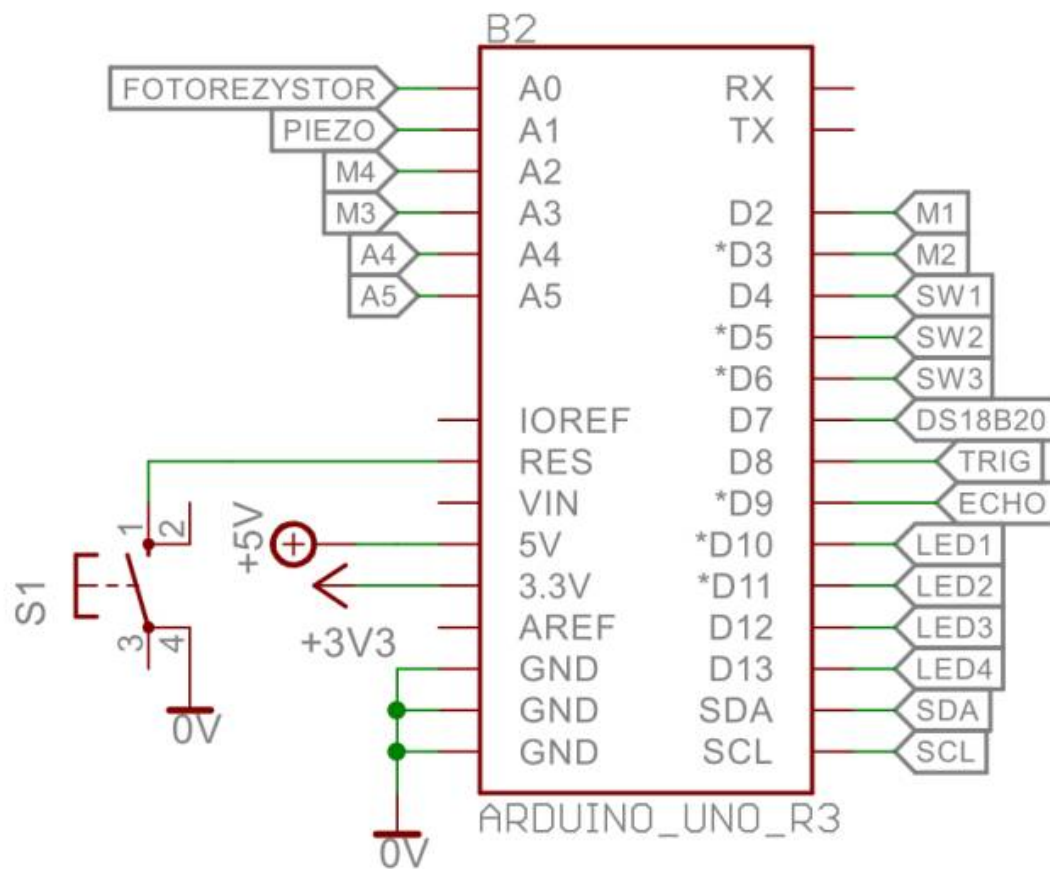 B2
FOTOREZYSTOR
PIEZO
M4
M3
A4
A5
A0
A1
A2
A3
A4
A5
IOREF
RES
VIN
5V
3.3V
AREF
GND
GND
GND
RX
TX
D2
*D3
D4
*D5
*D6
D7
D8
*D9
*D10
*D11
D12
D13
SDA
SCL
M1
M2
SW1
SW2
SW3
DS18B20
TRIG
ECHO
LED1
LED2
LED3
LED4
SDA
SCL
S1
1
2
3
4
0V
+5V
+3V3
0V
ARDUINO_UNO_R3